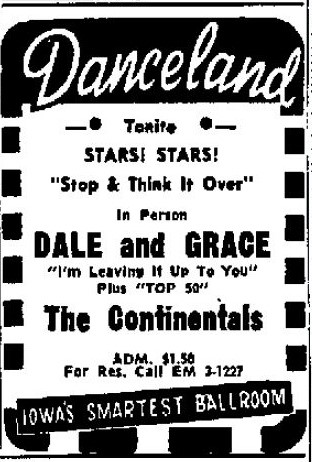 Danceland
Tonite
STARS! STARS!
"Stop & Think It Over"
In Person
DALE and GRACE
"I'm Leaving It Up To You"
Plus "TOP 50"
The Continentals
ADM. $1.50
For Res. Call EM 3-1227
IOWA'S SMARTEST BALLROOM